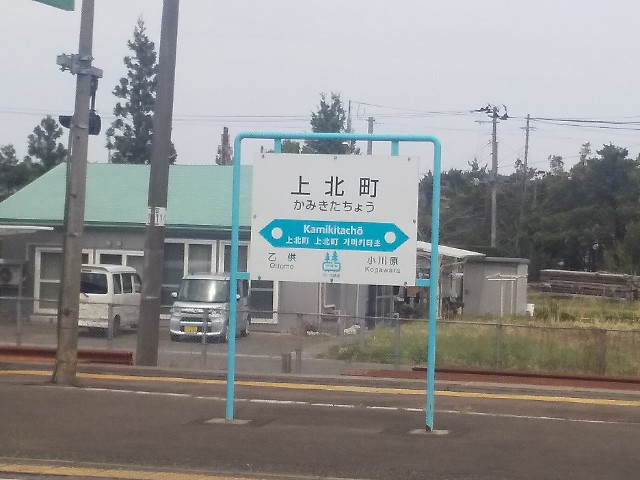 上北町
かみきたちょう
Kamikitachō
上北町 上北町 가미키타초
乙供 小川原
Ottomo Kogawara